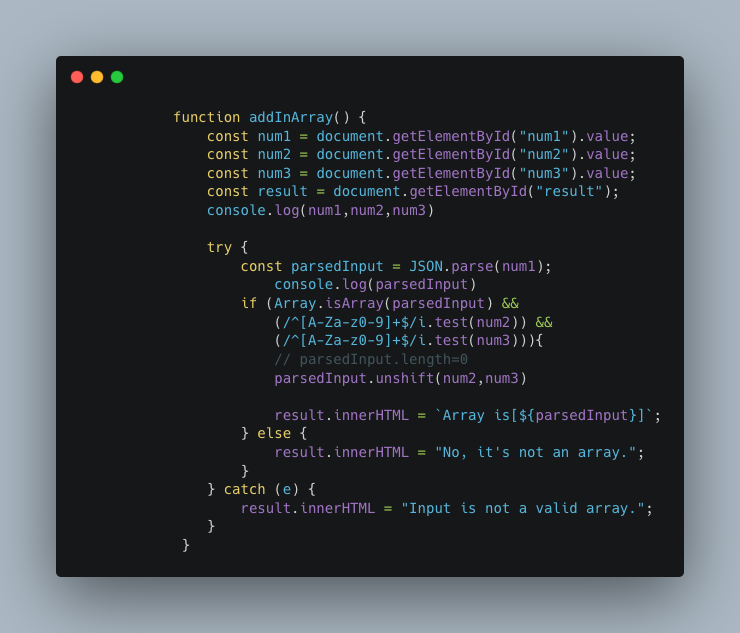 function addInArray() {
const num1 = document.getElementById("num1").value;
const num2 = document.getElementById("num2").value;
const num3 = document.getElementById("num3").value;
const result = document.getElementById("result");
console.log(num1,num2,num3)
try {
const parsedInput = JSON.parse(num1);
console.log(parsedInput)
if (Array.isArray(parsedInput) &&
(/^[A-Za-z0-9]+$/i.test(num2)) &&
(/^[A-Za-z0-9]+$/i.test(num3))){
// parsedInput.length=0
parsedInput.unshift(num2,num3)
result.innerHTML = `Array is[${parsedInput}]`;
} else {
result.innerHTML = "No, it's not an array.";
}
} catch (e) {
result.innerHTML = "Input is not a valid array.";
}
}